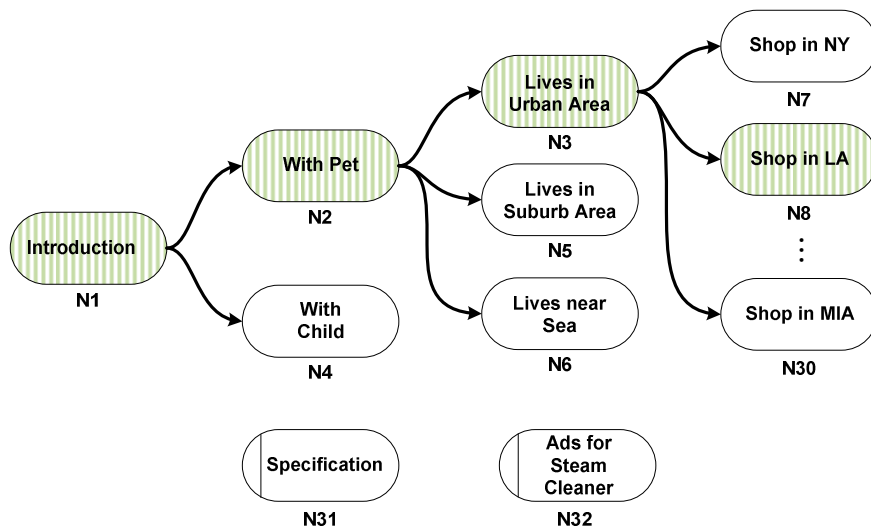 Shop in NY
N7
Lives in
Urban Area
N3
With Pet
N2
Shop in LA
N8
Lives in
Suburb Area
N5
Introduction
N1
With
Child
N4
Lives near
Sea
N6
Shop in MIA
N30
Specification
N31
Ads for
Steam
Cleaner
N32